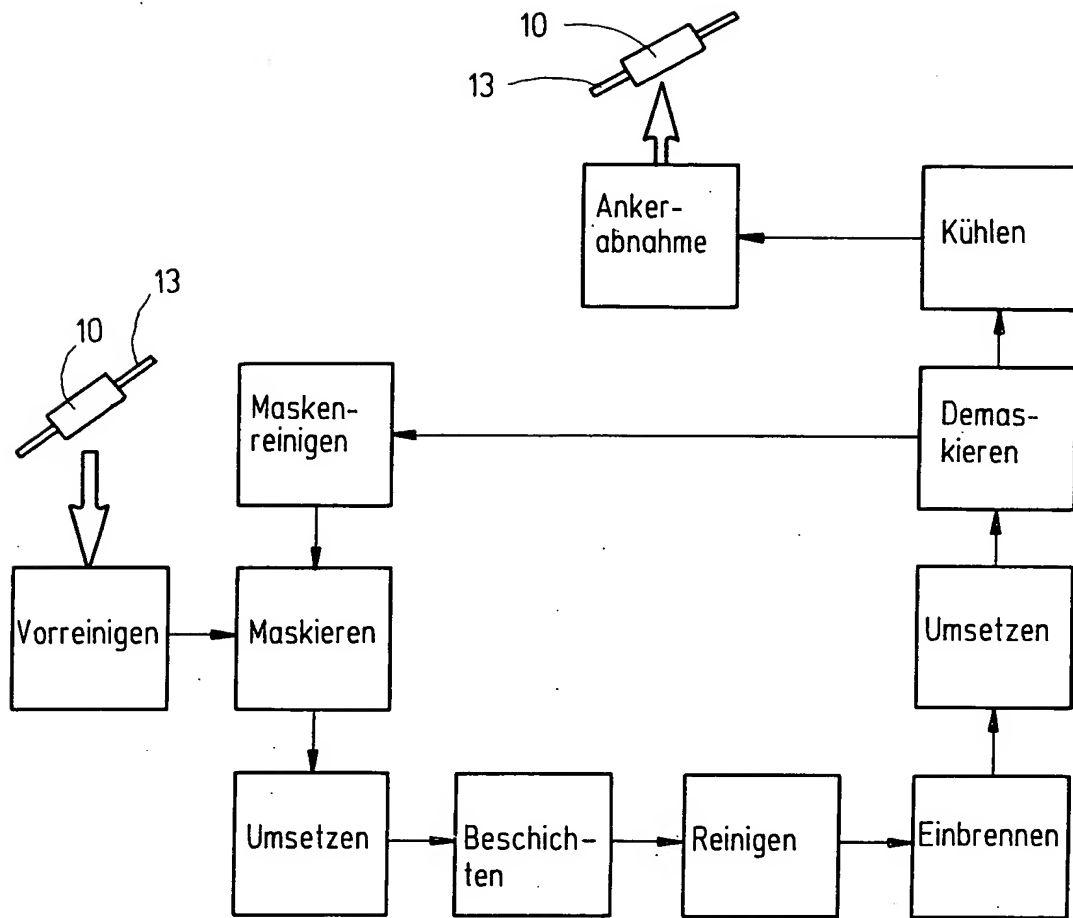 10
13
Anker-
abnahme
Kühlen
13
10
Masken-
reinigen
Demas-
kieren
Vorreinigen
Maskieren
Umsetzen
Umsetzen
Beschich-
ten
Reinigen
Einbrennen